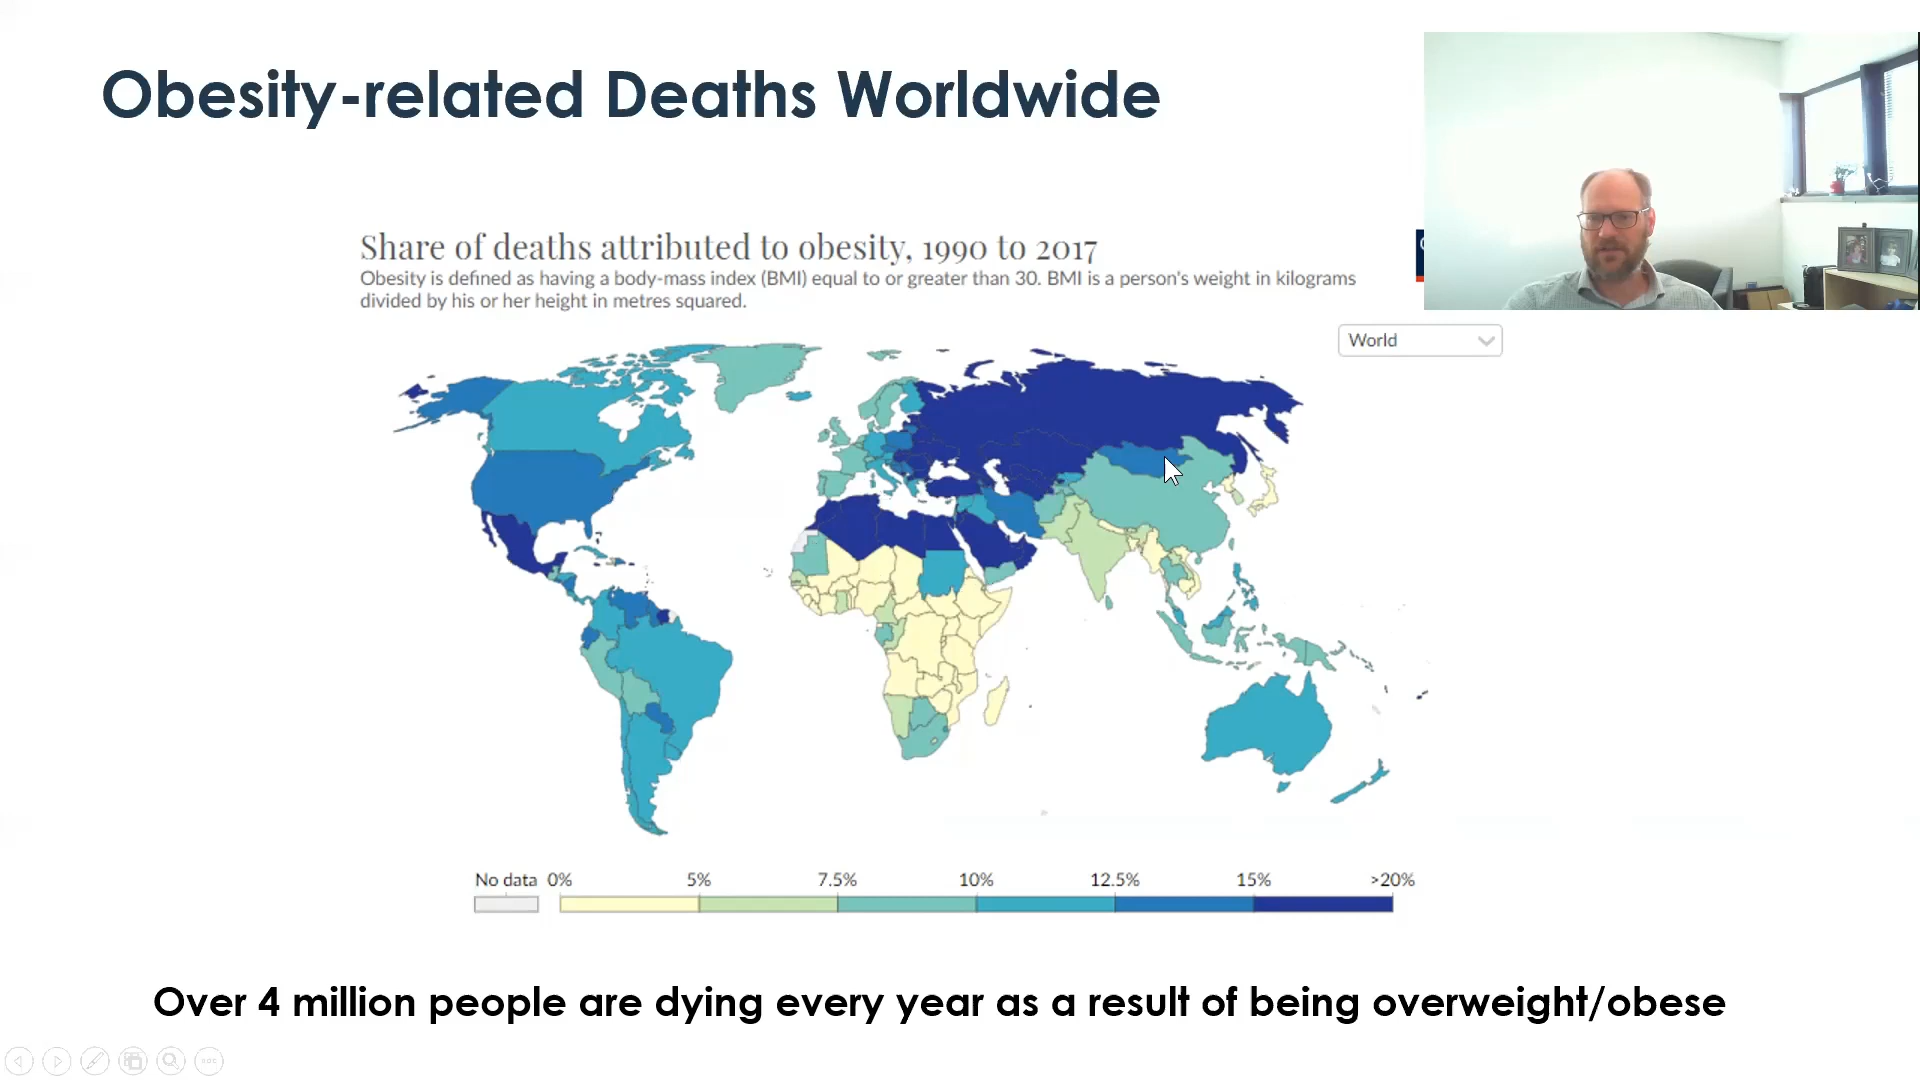 Obesity-related Deaths Worldwide
Share of deaths attributed to obesity, 1990 to 2017
Obesity is defined as having a body-mass index (BMI) equal to or greater than 30. BMI is a person's weight in kilograms
divided by his or her height in metres squared.
World
No data 0% 5% 7.5% 10% 12.5% 15% >20%
Over 4 million people are dying every year as a result of being overweight/obese